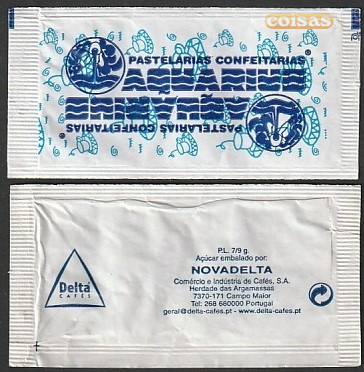 coisas
PASTELARIAS CONFEITARIAS
AQUARIUS
AQUARIUS
PASTELARIAS CONFEITARIAS
P.L. 7/9 g.
Açúcar embalado por:
NOVADELTA
Comércio e Indústria de Cafés, S.A.
Herdade das Argamassas
7370-171 Campo Maior
Tel: 268 680000 Portugal
geral@delta-cafes.pt - www.delta-cafes.pt
Delta
CAFÉS